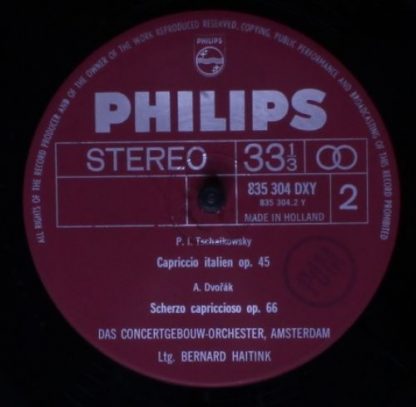 ALL RIGHTS OF THE RECORD PRODUCER AND OF THE OWNER OF THE WORK REPRODUCED RESERVED, COPYING, PUBLIC PERFORMANCE AND BROADCASTING OF THIS RECORD PROHIBITED
PHILIPS
PHILIPS
STEREO 33⅓
835 304 DXY
835 304.2 Y
2
MADE IN HOLLAND
P. I. Tschaikowsky
Capriccio italien op. 45
A. Dvořák
Scherzo capriccioso op. 66
DAS CONCERTGEBOUW-ORCHESTER, AMSTERDAM
Ltg. BERNARD HAITINK